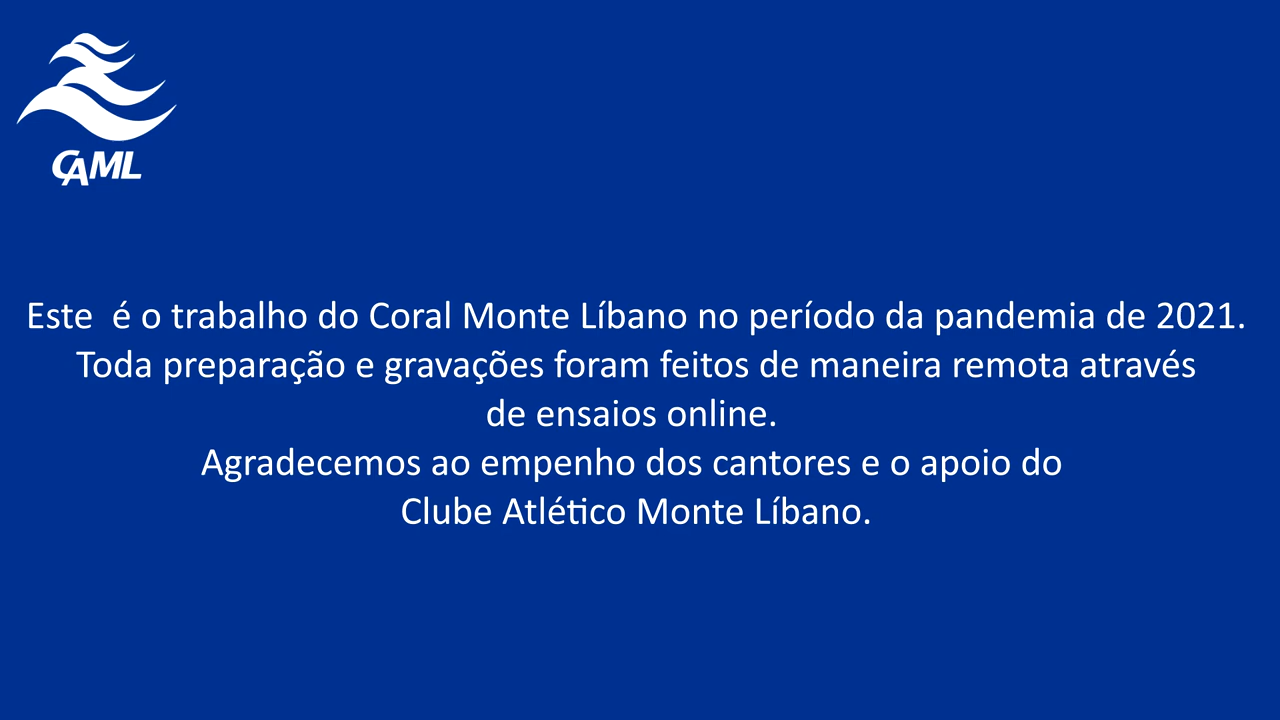 CAML
Este  é o trabalho do Coral Monte Líbano no período da pandemia de 2021.
Toda preparação e gravações foram feitos de maneira remota através
de ensaios online.
Agradecemos ao empenho dos cantores e o apoio do
Clube Atlético Monte Líbano.